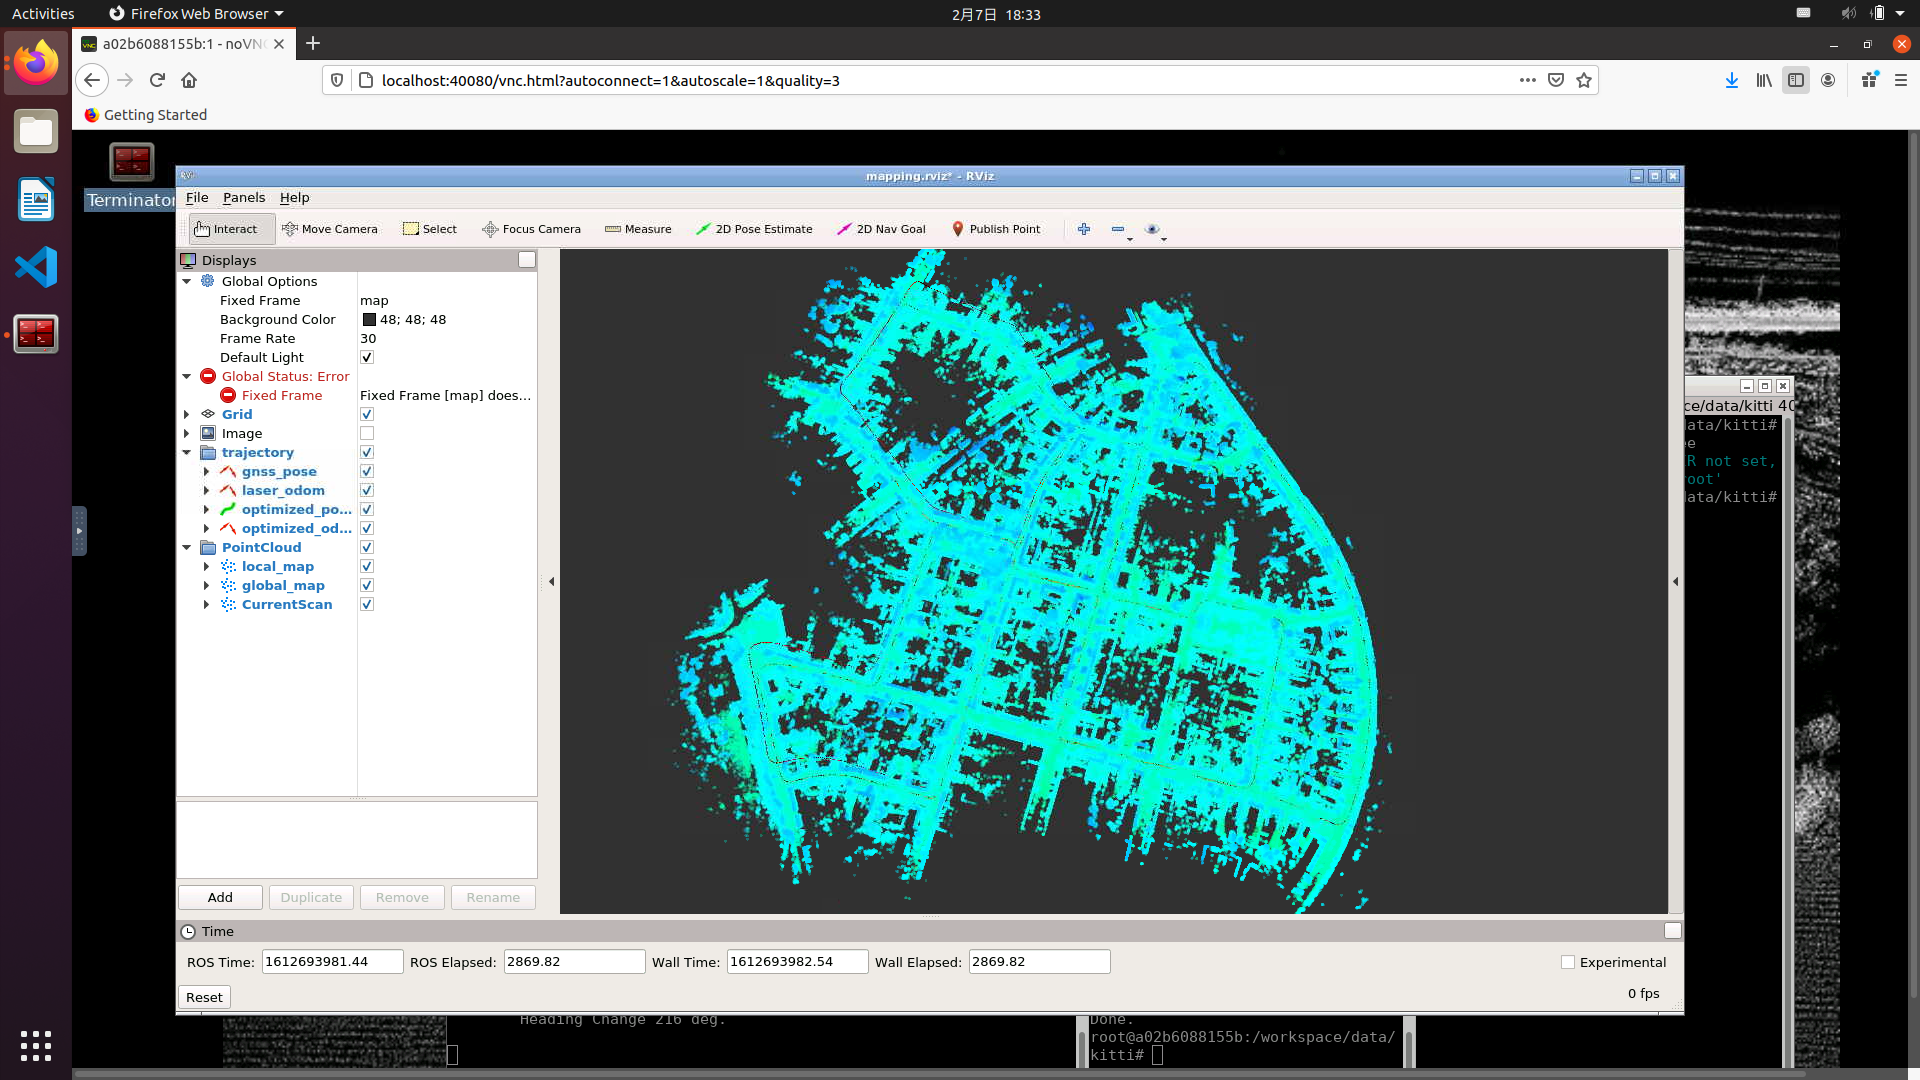 Activities
Firefox Web Browser
2月7日 18:33
a02b6088155b:1 - noVN
localhost:40080/vnc.html?autoconnect=1&autoscale=1&quality=3
Getting Started
Terminator
mapping.rviz* - RViz
File Panels Help
Interact Move Camera Select Focus Camera Measure 2D Pose Estimate 2D Nav Goal Publish Point
Displays
Global Options
Fixed Frame map
Background Color 48; 48; 48
Frame Rate 30
Default Light
Global Status: Error
Fixed Frame Fixed Frame [map] does...
Grid
Image
trajectory
gnss_pose
laser_odom
optimized_po...
optimized_od...
PointCloud
local_map
global_map
CurrentScan
ce/data/kitti 40
data/kitti#
ee
R not set,
oot'
data/kitti#
Add Duplicate Remove Rename
Time
ROS Time: 1612693981.44 ROS Elapsed: 2869.82 Wall Time: 1612693982.54 Wall Elapsed: 2869.82 Experimental
Reset 0 fps
Heading Change 216 deg.
Done.
root@a02b6088155b:/workspace/data/
kitti#